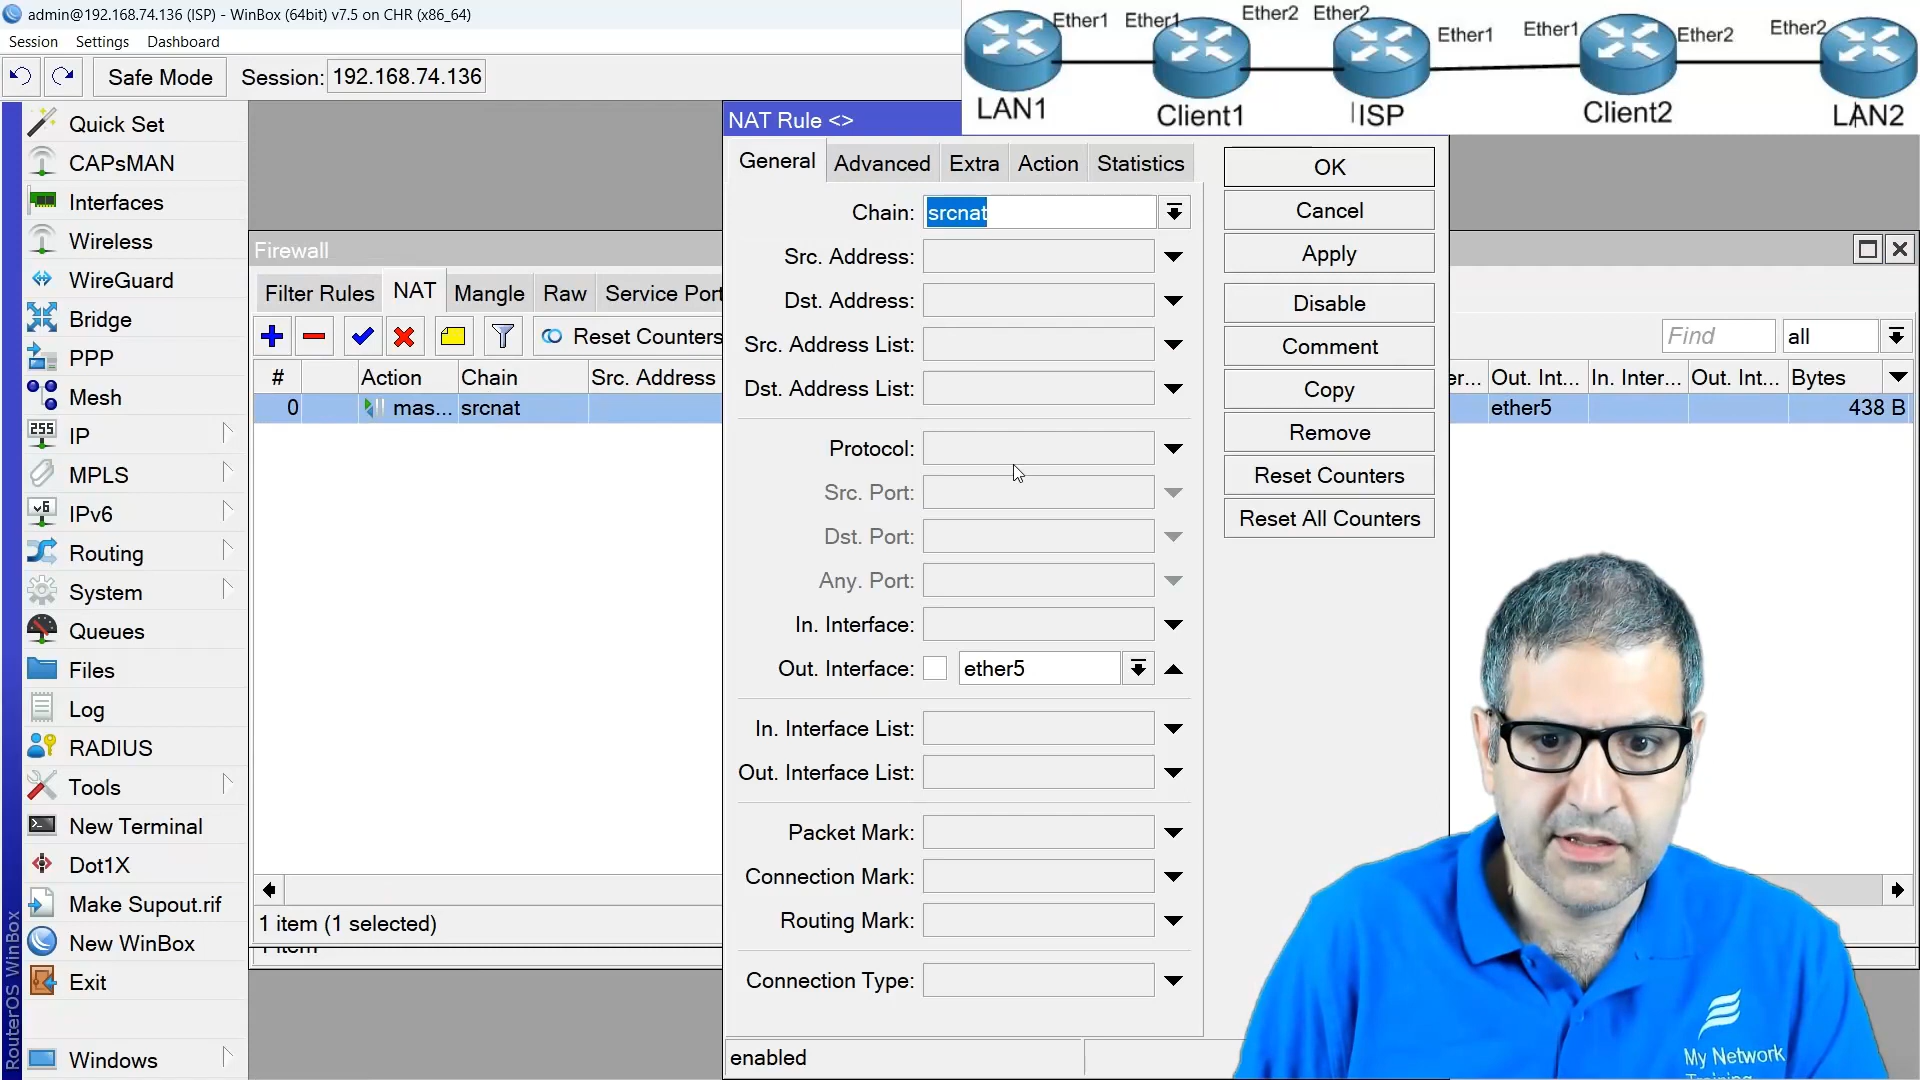 admin@192.168.74.136 (ISP) - WinBox (64bit) v7.5 on CHR (x86_64)
Session Settings Dashboard
Safe Mode Session: 192.168.74.136
Ether1 Ether1 Ether2 Ether2 Ether1 Ether1 Ether2 Ether2
LAN1 Client1 ISP Client2 LAN2
Quick Set
CAPsMAN
Interfaces
Wireless
WireGuard
Bridge
PPP
Mesh
IP
MPLS
IPv6
Routing
System
Queues
Files
Log
RADIUS
Tools
New Terminal
Dot1X
Make Supout.rif
New WinBox
Exit
Windows
RouterOS WinBox
Firewall
Filter Rules NAT Mangle Raw Service Port
Reset Counters
Find all
# Action Chain Src. Address
Out. Int... In. Inter... Out. Int... Bytes
0 mas... srcnat
ether5 438 B
1 item (1 selected)
NAT Rule <>
General Advanced Extra Action Statistics
Chain: srcnat
Src. Address:
Dst. Address:
Src. Address List:
Dst. Address List:
Protocol:
Src. Port:
Dst. Port:
Any. Port:
In. Interface:
Out. Interface: ether5
In. Interface List:
Out. Interface List:
Packet Mark:
Connection Mark:
Routing Mark:
Connection Type:
enabled
OK
Cancel
Apply
Disable
Comment
Copy
Remove
Reset Counters
Reset All Counters
My Network
Training